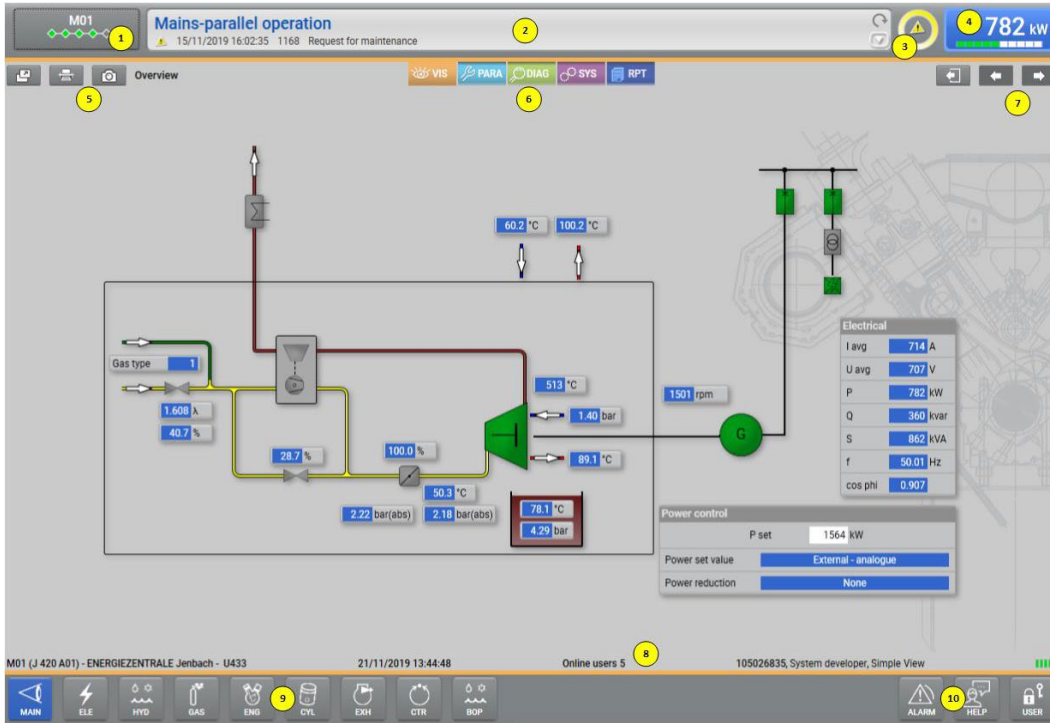 M01
1
Mains-parallel operation
15/11/2019 16:02:35 1168 Request for maintenance
2
3
4
782 kW
5
Overview
VIS PARA DIAG SYS RPT
6
7
60.2 °C 100.2 °C
Gas type 1
1.608 λ
40.7 %
28.7 %
100.0 %
50.3 °C
2.22 bar(abs) 2.18 bar(abs)
513 °C
1.40 bar
89.1 °C
78.1 °C
4.29 bar
1501 rpm
G
Electrical
I avg 714 A
U avg 707 V
P 782 kW
Q 360 kvar
S 862 kVA
f 50.01 Hz
cos phi 0.907
Power control
P set 1564 kW
Power set value External - analogue
Power reduction None
8
M01 (J 420 A01) - ENERGIEZENTRALE Jenbach - U433 21/11/2019 13:44:48 Online users 5 105026835, System developer, Simple View
MAIN ELE HYD GAS ENG CYL EXH CTR BOP ALARM HELP USER
9
10